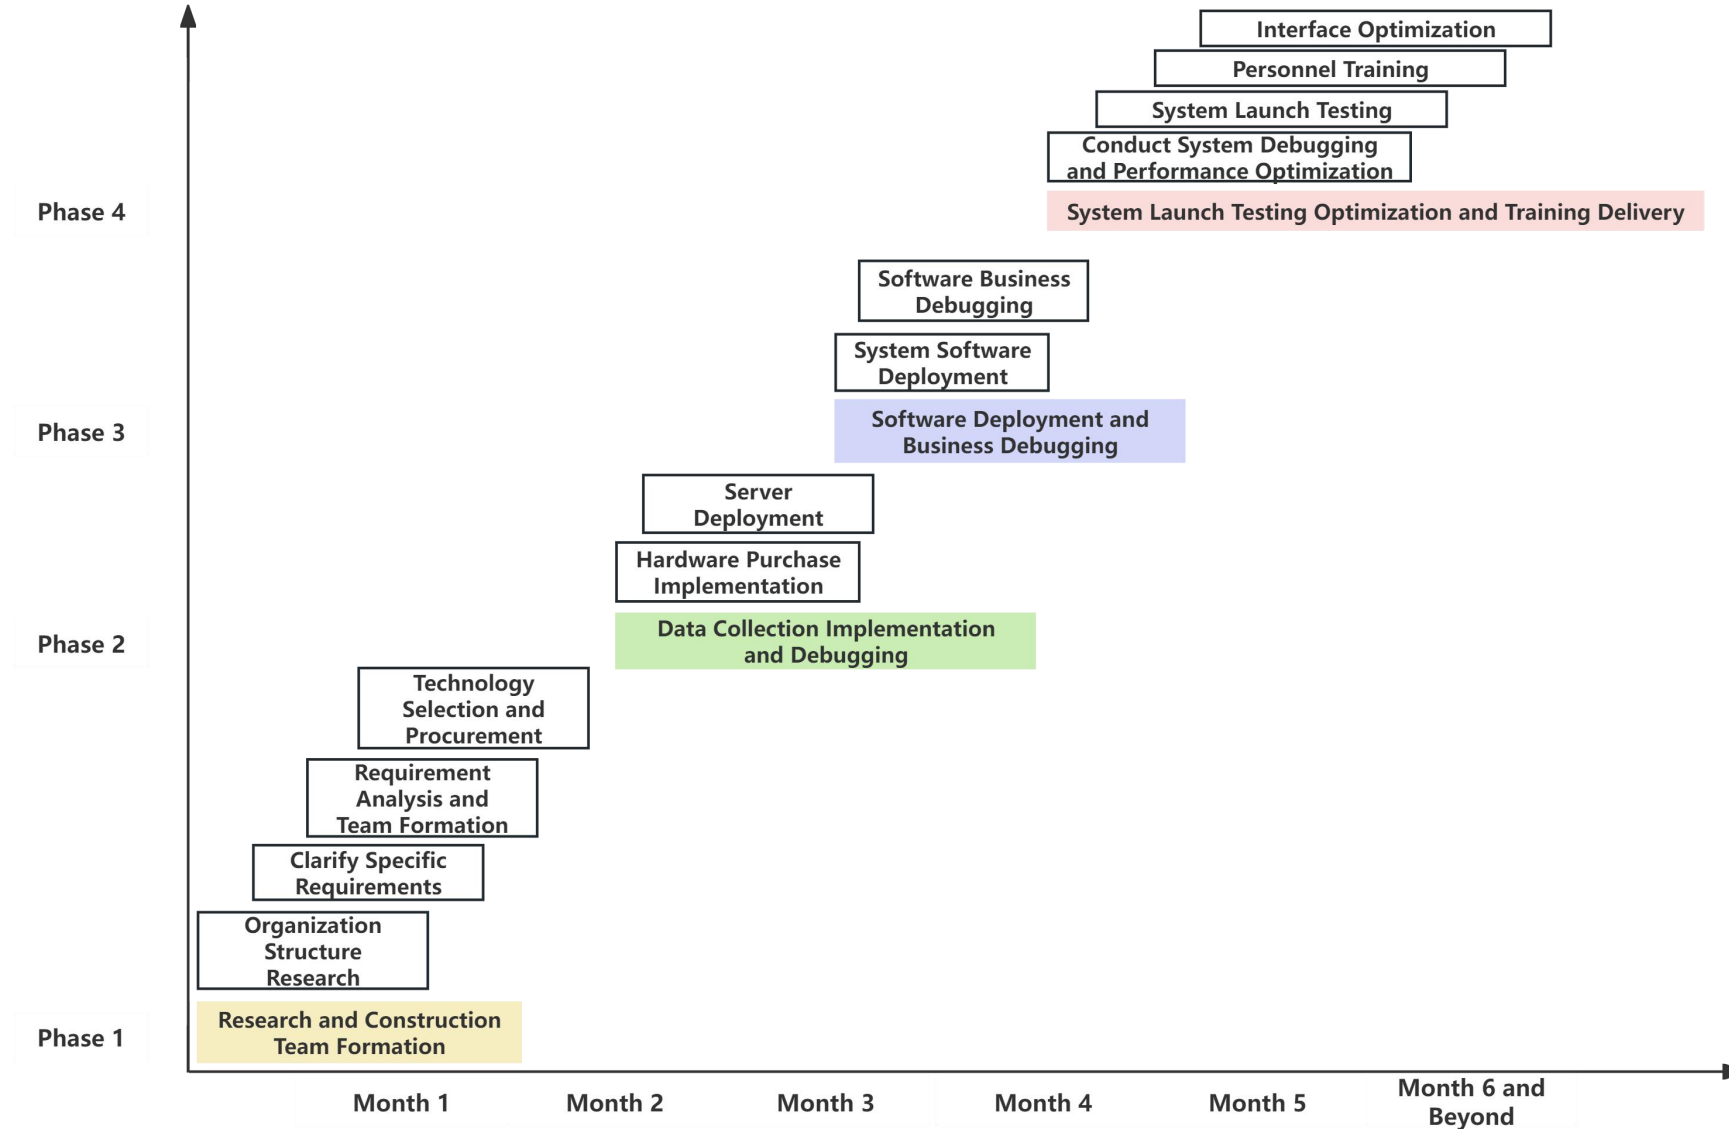 Interface Optimization
Personnel Training
System Launch Testing
Conduct System Debugging
and Performance Optimization
Phase 4
System Launch Testing Optimization and Training Delivery
Software Business
Debugging
System Software
Deployment
Phase 3
Software Deployment and
Business Debugging
Server
Deployment
Hardware Purchase
Implementation
Phase 2
Data Collection Implementation
and Debugging
Technology
Selection and
Procurement
Requirement
Analysis and
Team Formation
Clarify Specific
Requirements
Organization
Structure
Research
Phase 1
Research and Construction
Team Formation
Month 1
Month 2
Month 3
Month 4
Month 5
Month 6 and
Beyond